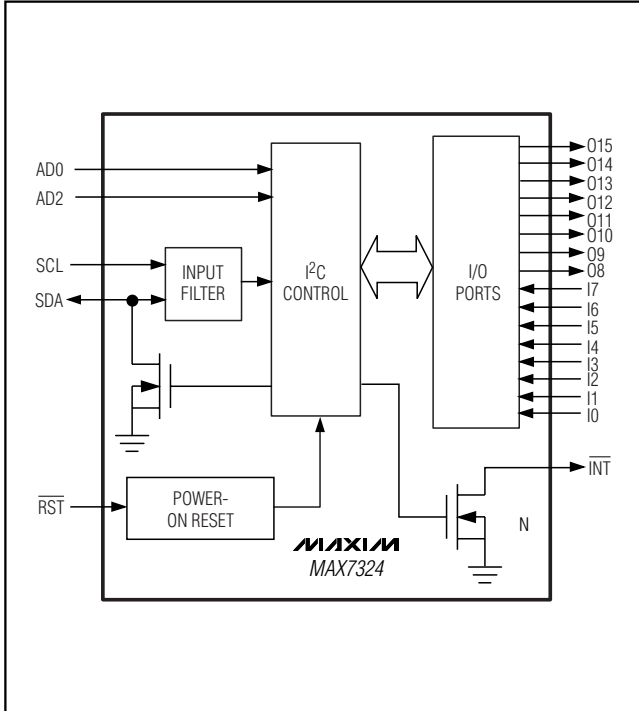 AD0
AD2
SCL
SDA
RST
INPUT
FILTER
I²C
CONTROL
POWER-
ON RESET
I/O
PORTS
O15
O14
O13
O12
O11
O10
O9
O8
I7
I6
I5
I4
I3
I2
I1
I0
INT
N
MAXIM
MAX7324